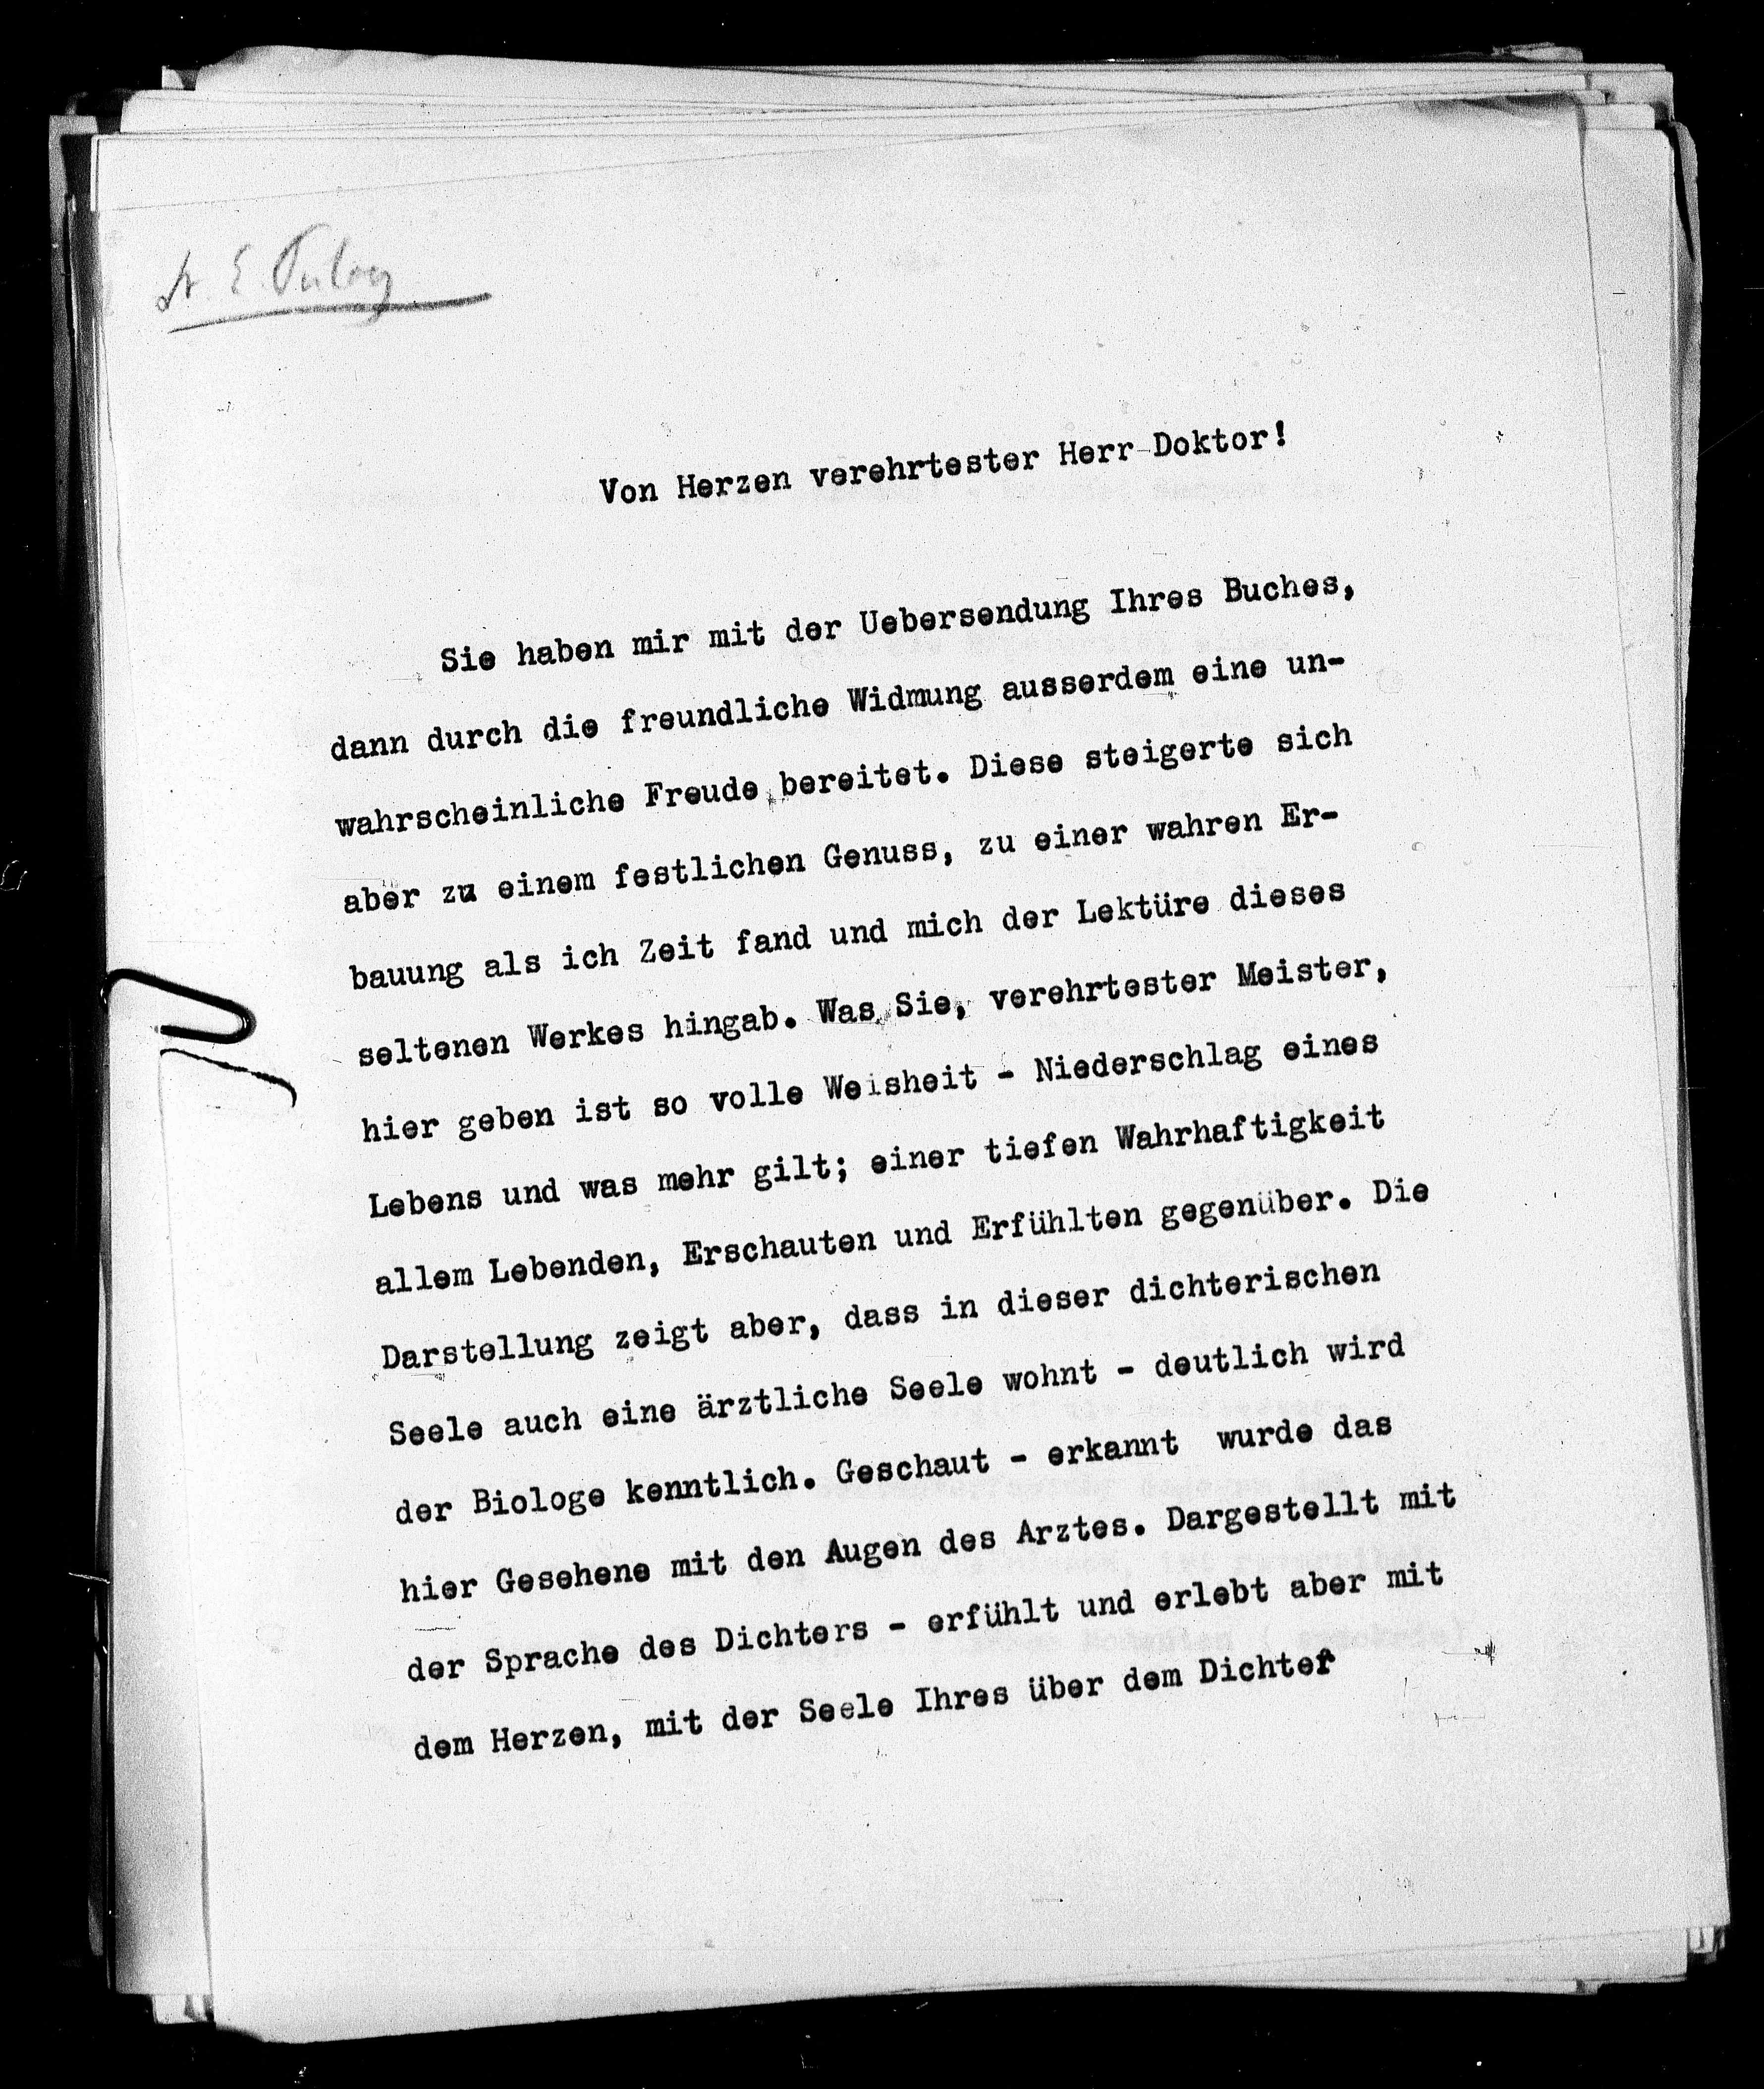 Dr. E.
Von Herzen verehrtester Herr Doktor!
Sie haben mir mit der Uebersendung Ihres Buches,
dann durch die freundliche Widmung ausserdem eine un-
wahrscheinliche Freude bereitet. Diese steigerte sich
aber zu einem festlichen Genuss, zu einer wahren Er-
bauung als ich Zeit fand und mich der Lektüre dieses
seltenen Werkes hingab. Was Sie, verehrtester Meister,
hier geben ist so volle Weisheit - Niederschlag eines
Lebens und was mehr gilt; einer tiefen Wahrhaftigkeit
allem Lebenden, Erschauten und Erfühlten gegenüber. Die
Darstellung zeigt aber, dass in dieser dichterischen
Seele auch eine ärztliche Seele wohnt - deutlich wird
der Biologe kenntlich. Geschaut - erkannt wurde das
hier Gesehene mit den Augen des Arztes. Dargestellt mit
der Sprache des Dichters - erfühlt und erlebt aber mit
dem Herzen, mit der Seele Ihres über dem Dichter